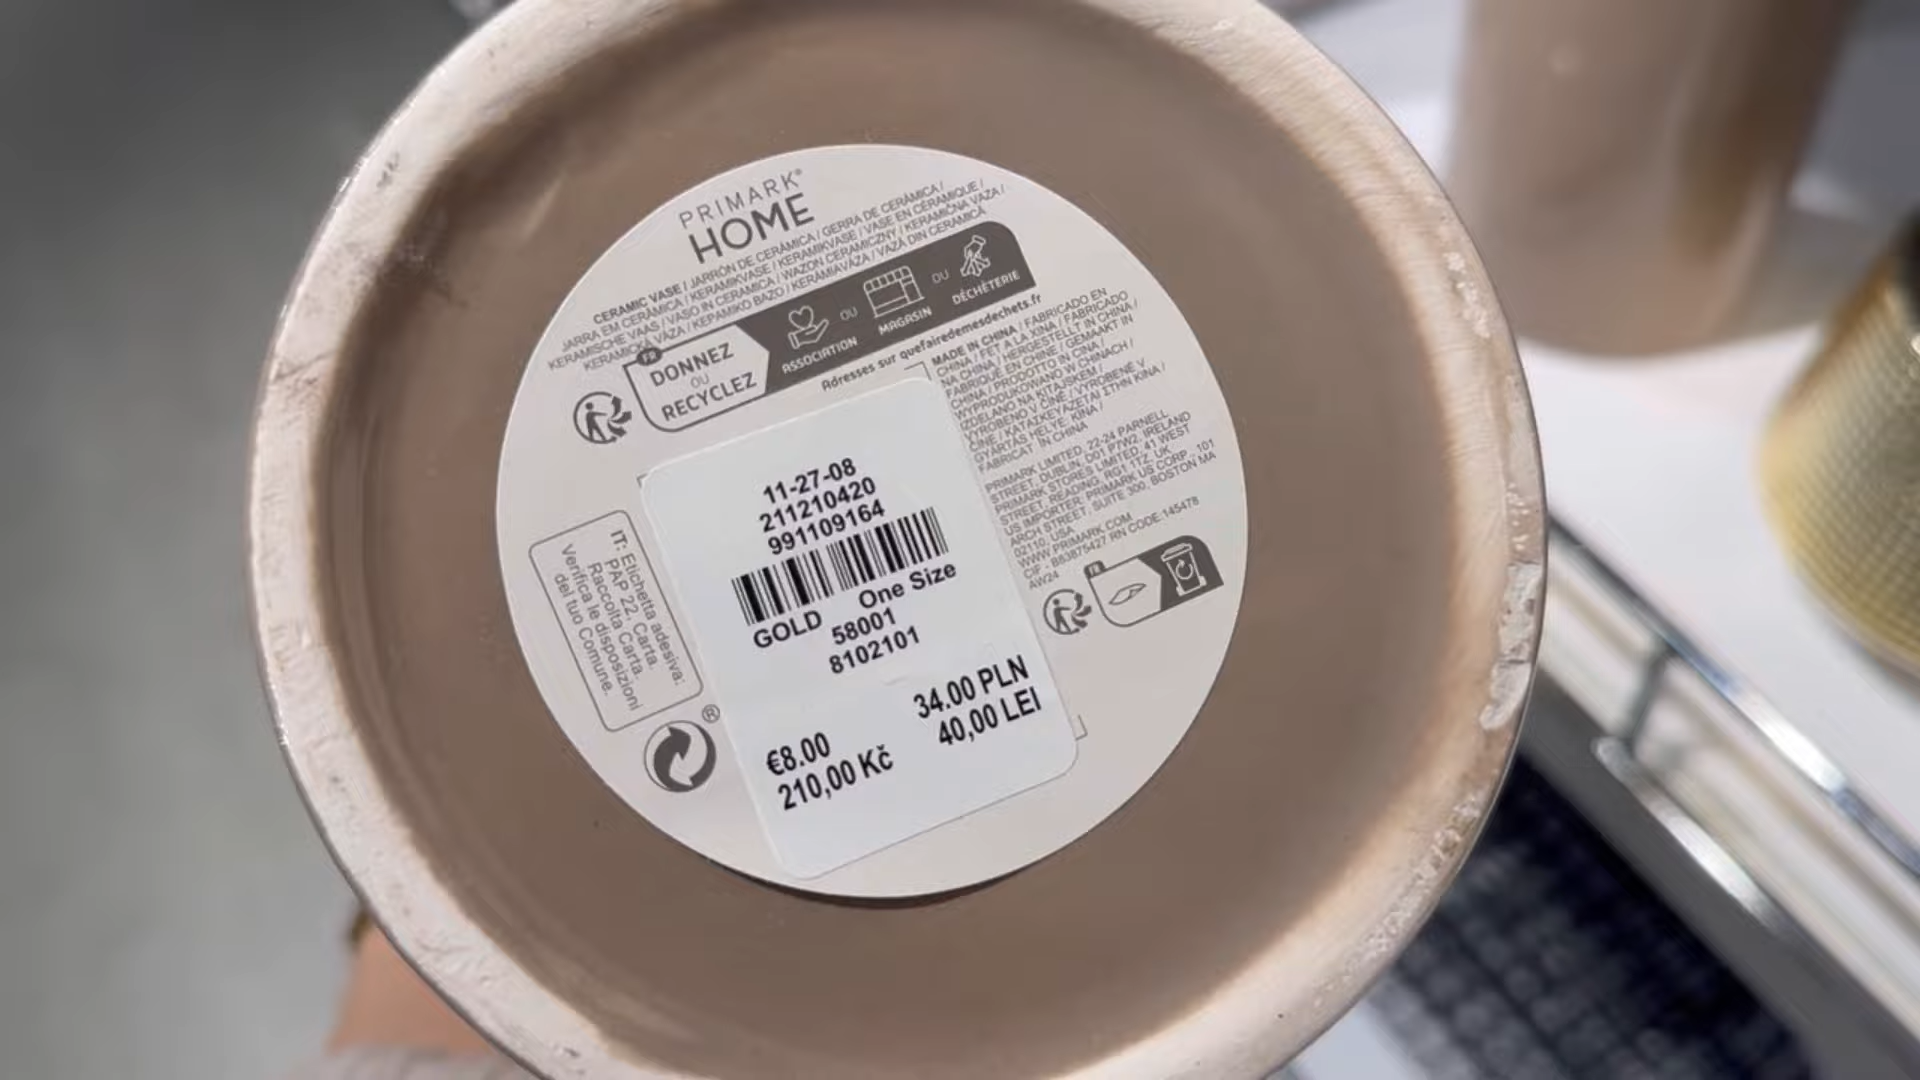 PRIMARK®
HOME
CERAMIC VASE / JARRÓN DE CERÁMICA / GERRA DE CERÀMICA /
JARRA EM CERÂMICA / KERAMIKVASE / KERAMIKVASE / VASE EN CÉRAMIQUE /
KERAMISCHE VAAS / VASO IN CERAMICA / WAZON CERAMICZNY / KERAMIČNA VAZA /
KERAMICKÁ VÁZA / ΚΕΡΑΜΙΚΟ ΒΑΖΟ / KERÁMIAVÁZA / VAZĂ DIN CERAMICĂ
FR
DONNEZ
OU
RECYCLEZ
ASSOCIATION
OU
MAGASIN
OU
DÉCHÈTERIE
Adresses sur quefairedemesdechets.fr
MADE IN CHINA / FABRICADO EN
CHINA / FET A LA XINA / FABRICADO
NA CHINA / HERGESTELLT IN CHINA /
FABRIQUÉ EN CHINE / GEMAAKT IN
CHINA / PRODOTTO IN CINA /
WYPRODUKOWANO W CHINACH /
IZDELANO NA KITAJSKEM /
VYROBENO V ČÍNĚ / VYROBENÉ V
ČÍNE / ΚΑΤΑΣΚΕΥΑΖΕΤΑΙ ΣΤΗΝ ΚΙΝΑ /
GYÁRTÁS HELYE: KÍNA /
FABRICAT ÎN CHINA
PRIMARK LIMITED, 22-24 PARNELL
STREET, DUBLIN, D01 P7W2, IRELAND
PRIMARK STORES LIMITED, 41 WEST
STREET, READING, RG1 1TZ, UK
US IMPORTER: PRIMARK US CORP., 101
ARCH STREET, SUITE 300, BOSTON MA
02110, USA
WWW.PRIMARK.COM
CIF - B83875427 RN CODE:145478
AW24
FR
11-27-08
211210420
991109164
GOLD One Size
58001
8102101
34.00 PLN
40,00 LEI
€8.00
210,00 Kč
IT: Etichetta adesiva:
PAP 22, Carta.
Raccolta Carta.
Verifica le disposizioni
del tuo Comune.
®